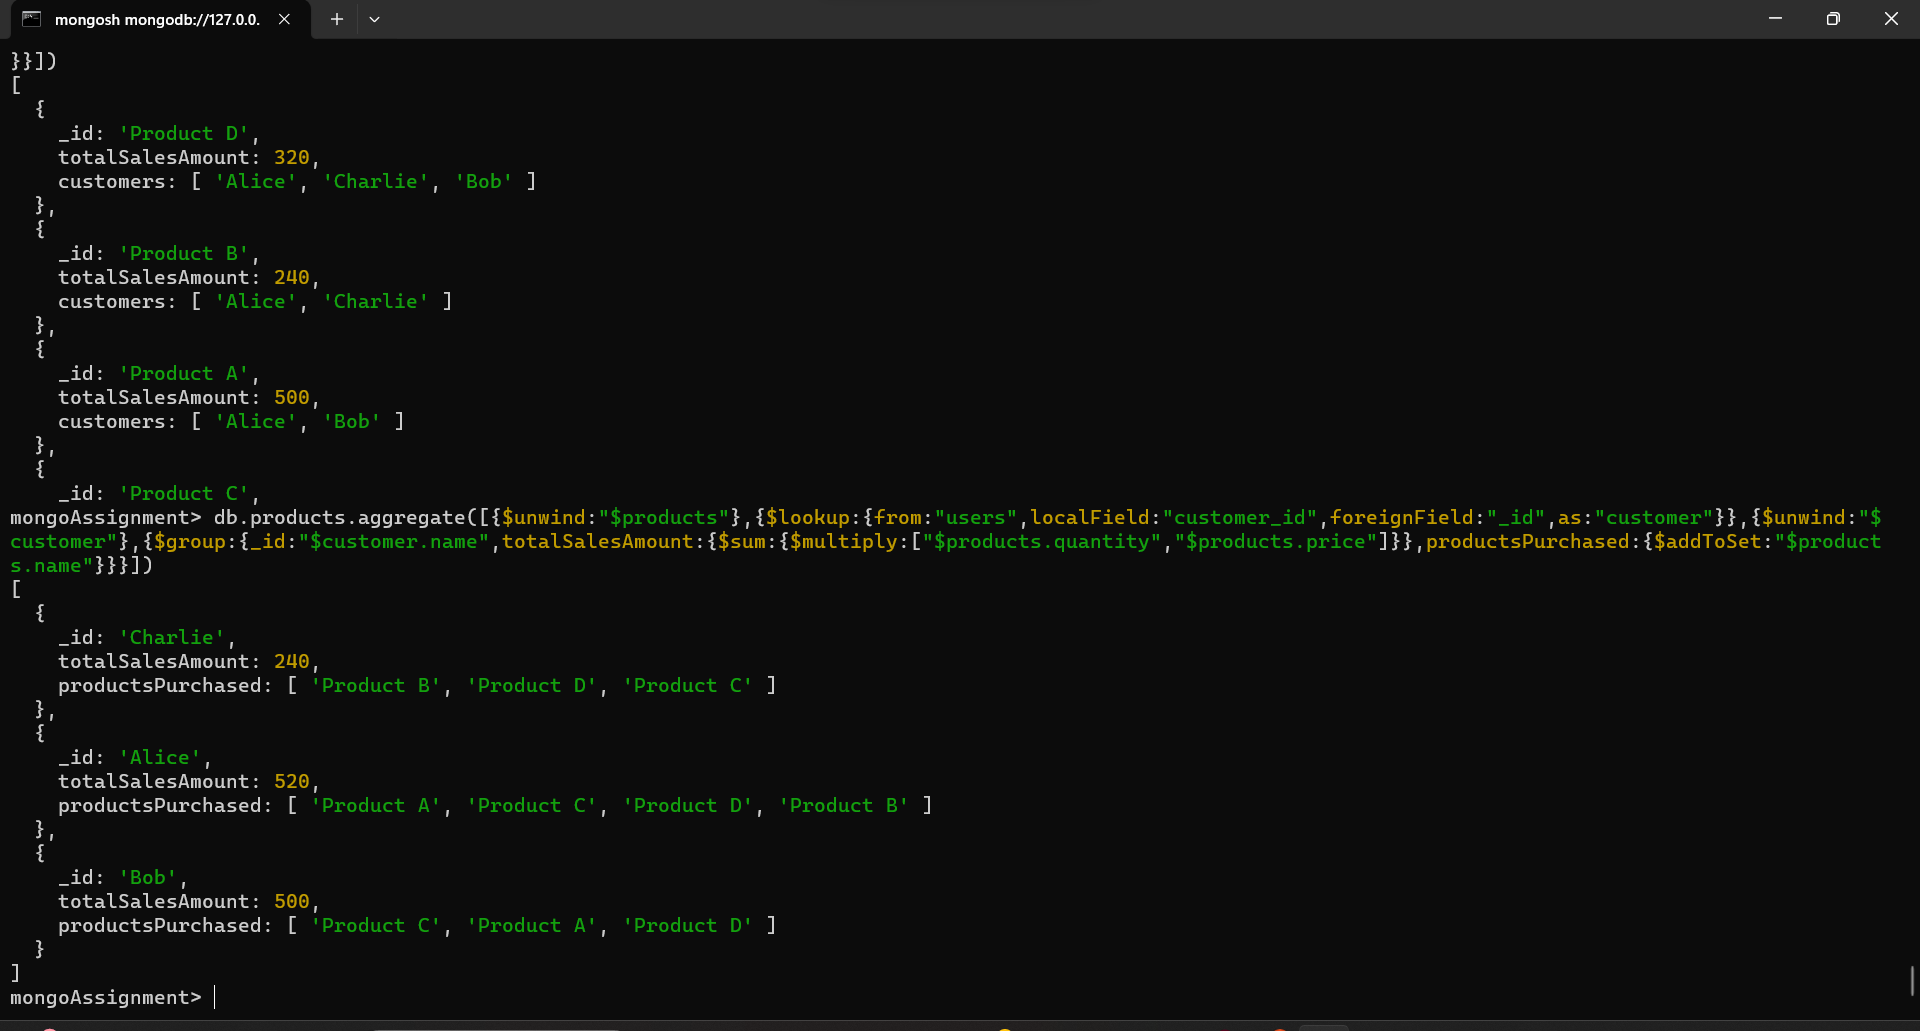 mongosh mongodb://127.0.0.
}}])
[
  {
    _id: 'Product D',
    totalSalesAmount: 320,
    customers: [ 'Alice', 'Charlie', 'Bob' ]
  },
  {
    _id: 'Product B',
    totalSalesAmount: 240,
    customers: [ 'Alice', 'Charlie' ]
  },
  {
    _id: 'Product A',
    totalSalesAmount: 500,
    customers: [ 'Alice', 'Bob' ]
  },
  {
    _id: 'Product C',
mongoAssignment> db.products.aggregate([{$unwind:"$products"},{$lookup:{from:"users",localField:"customer_id",foreignField:"_id",as:"customer"}},{$unwind:"$
customer"},{$group:{_id:"$customer.name",totalSalesAmount:{$sum:{$multiply:["$products.quantity","$products.price"]}},productsPurchased:{$addToSet:"$product
s.name"}}}])
[
  {
    _id: 'Charlie',
    totalSalesAmount: 240,
    productsPurchased: [ 'Product B', 'Product D', 'Product C' ]
  },
  {
    _id: 'Alice',
    totalSalesAmount: 520,
    productsPurchased: [ 'Product A', 'Product C', 'Product D', 'Product B' ]
  },
  {
    _id: 'Bob',
    totalSalesAmount: 500,
    productsPurchased: [ 'Product C', 'Product A', 'Product D' ]
  }
]
mongoAssignment>